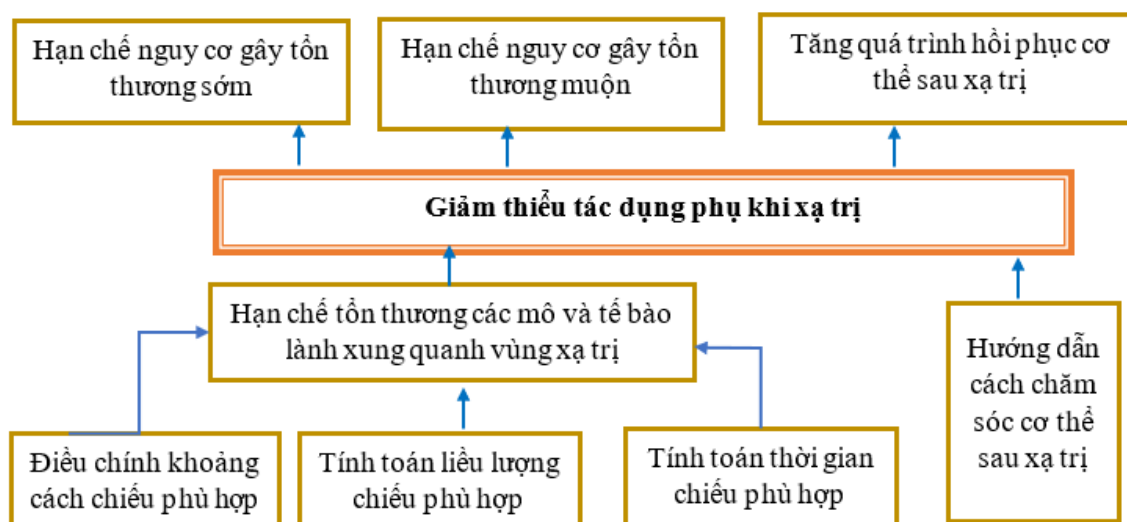 Hạn chế nguy cơ gây tổn
thương sớm
Hạn chế nguy cơ gây tổn
thương muộn
Tăng quá trình hồi phục cơ
thể sau xạ trị
Giảm thiểu tác dụng phụ khi xạ trị
Hạn chế tổn thương các mô và tế bào
lành xung quanh vùng xạ trị
Hướng dẫn
cách chăm
sóc cơ thể
sau xạ trị
Điều chính khoảng
cách chiếu phù hợp
Tính toán liều lượng
chiếu phù hợp
Tính toán thời gian
chiếu phù hợp